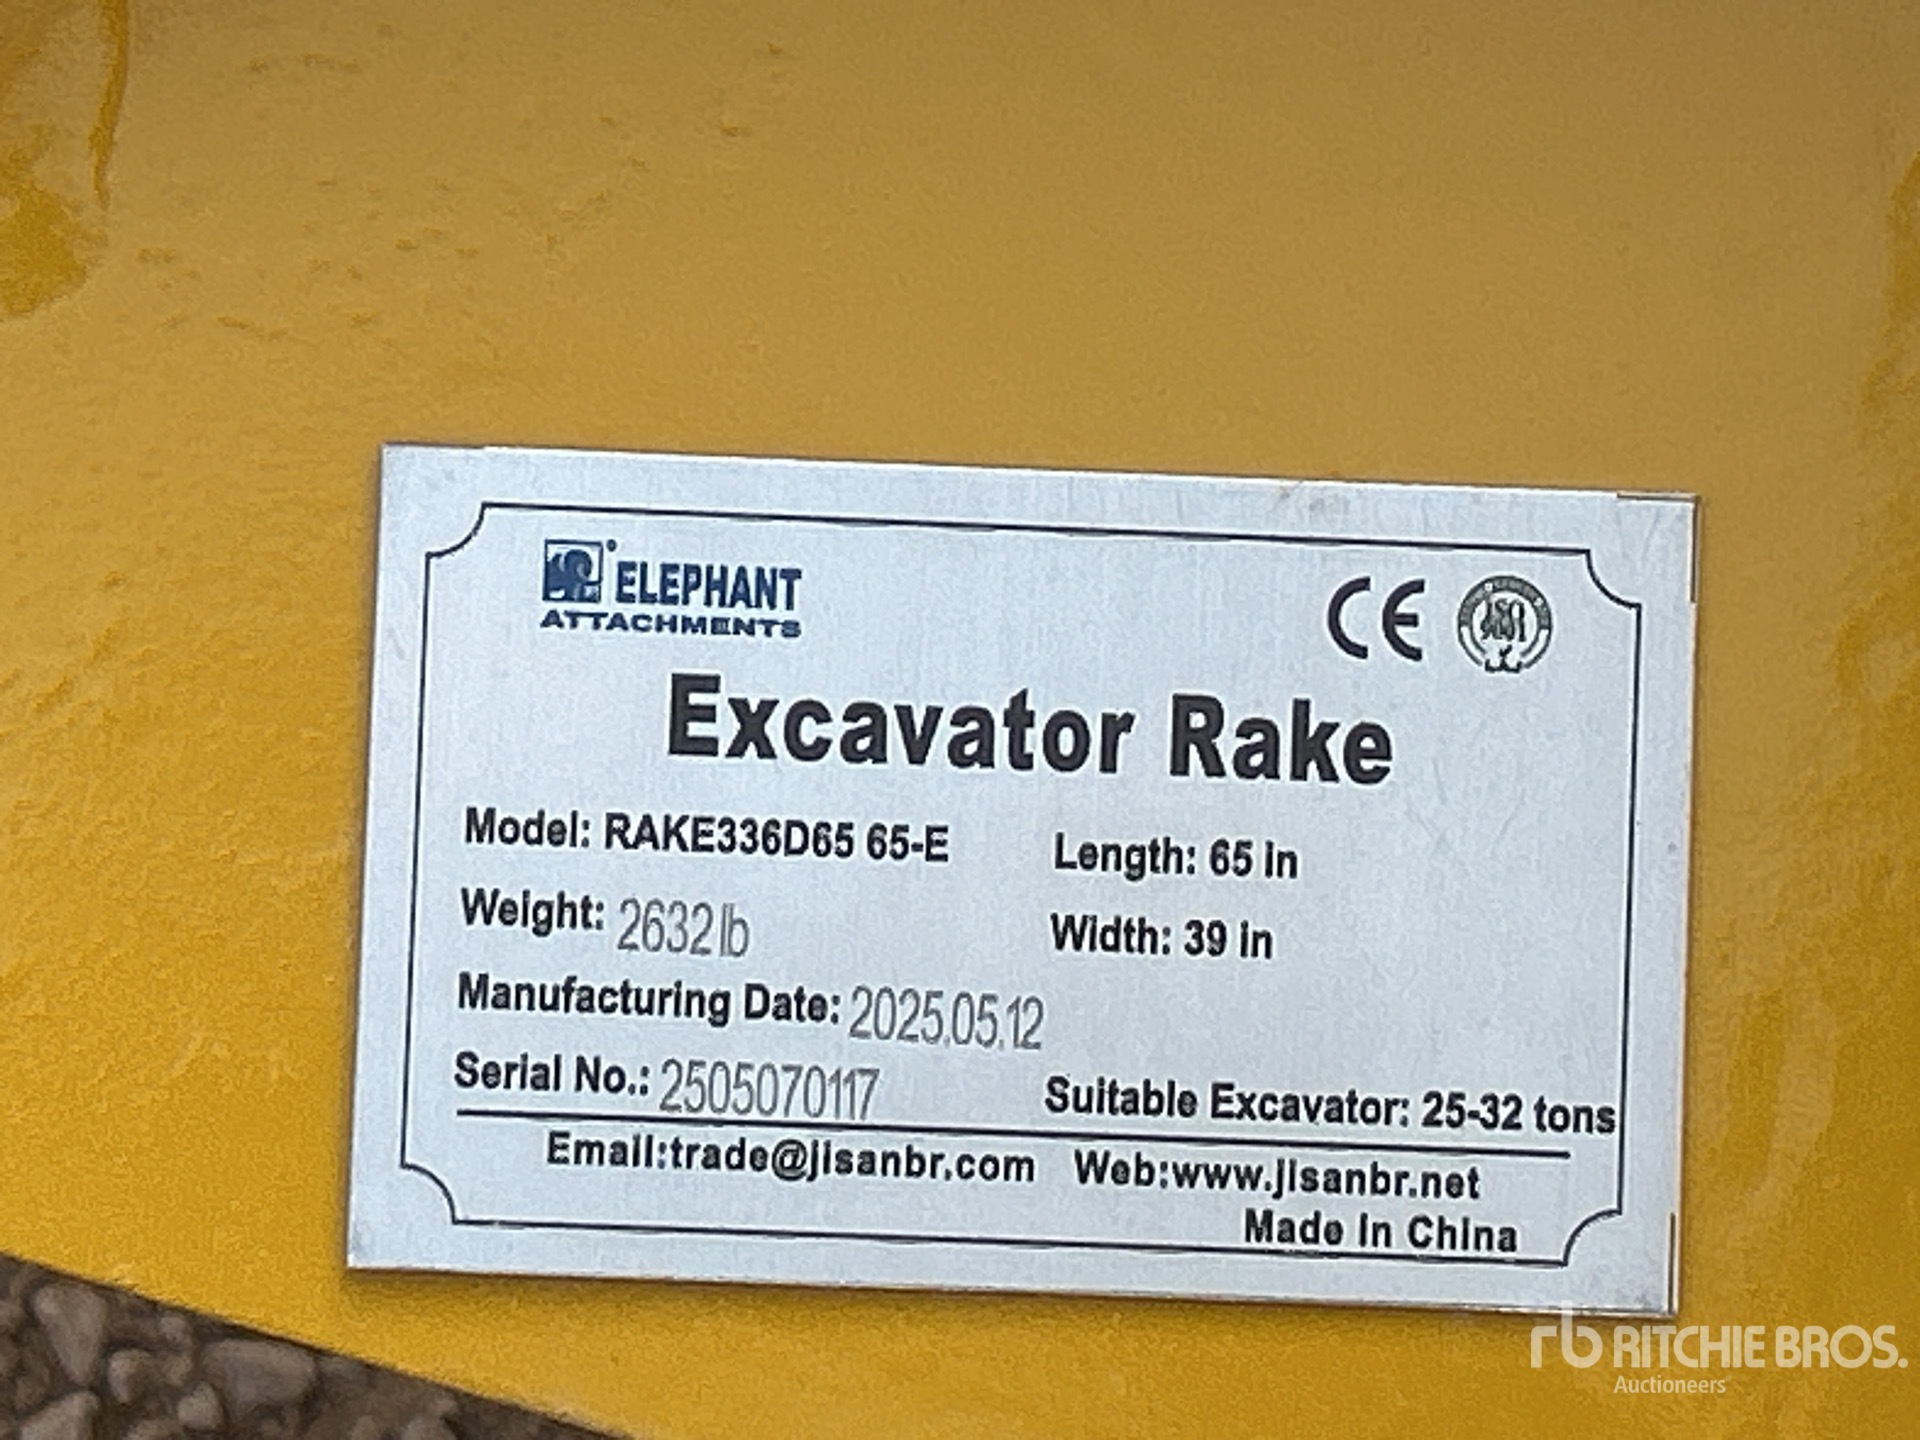 ELEPHANT
ATTACHMENTS
CE
Excavator Rake
Model: RAKE336D65 65-E
Length: 65 in
Weight: 2632lb
Width: 39 in
Manufacturing Date: 2025.05.12
Serial No.: 2505070117
Suitable Excavator: 25-32 tons
Email:trade@jisanbr.com Web:www.jisanbr.net
Made In China
rb RITCHIE BROS.
Auctioneers